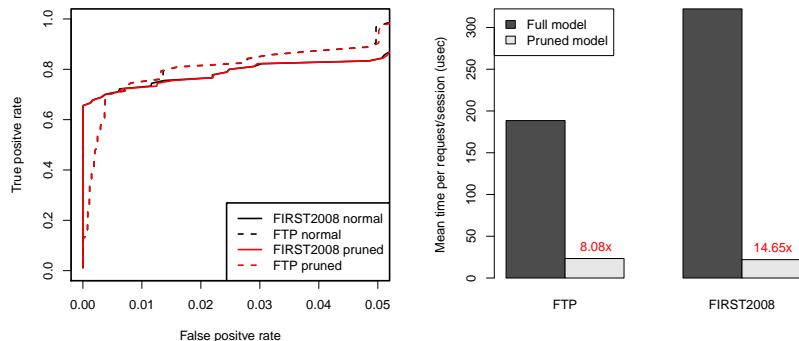 True positve rate
0.0
0.2
0.4
0.6
0.8
1.0
FIRST2008 normal
FTP normal
FIRST2008 pruned
FTP pruned
0.00
0.01
0.02
0.03
0.04
0.05
False positve rate
Mean time per request/session (usec)
0
50
100
150
200
250
300
Full model
Pruned model
8.08x
14.65x
FTP
FIRST2008